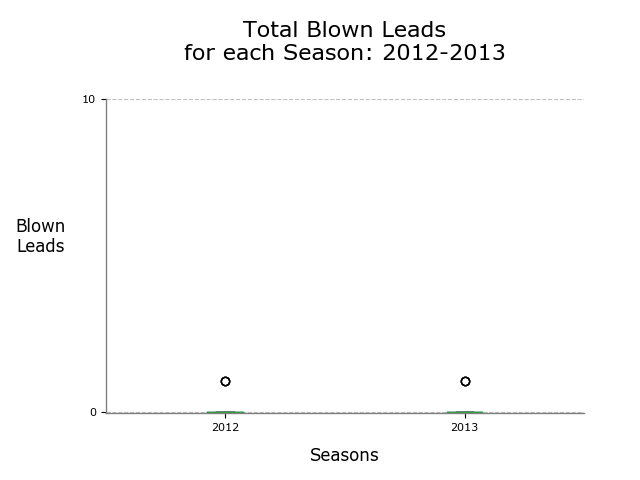 Total Blown Leads
for each Season: 2012-2013
10
Blown
Leads
0
2012
2013
Seasons